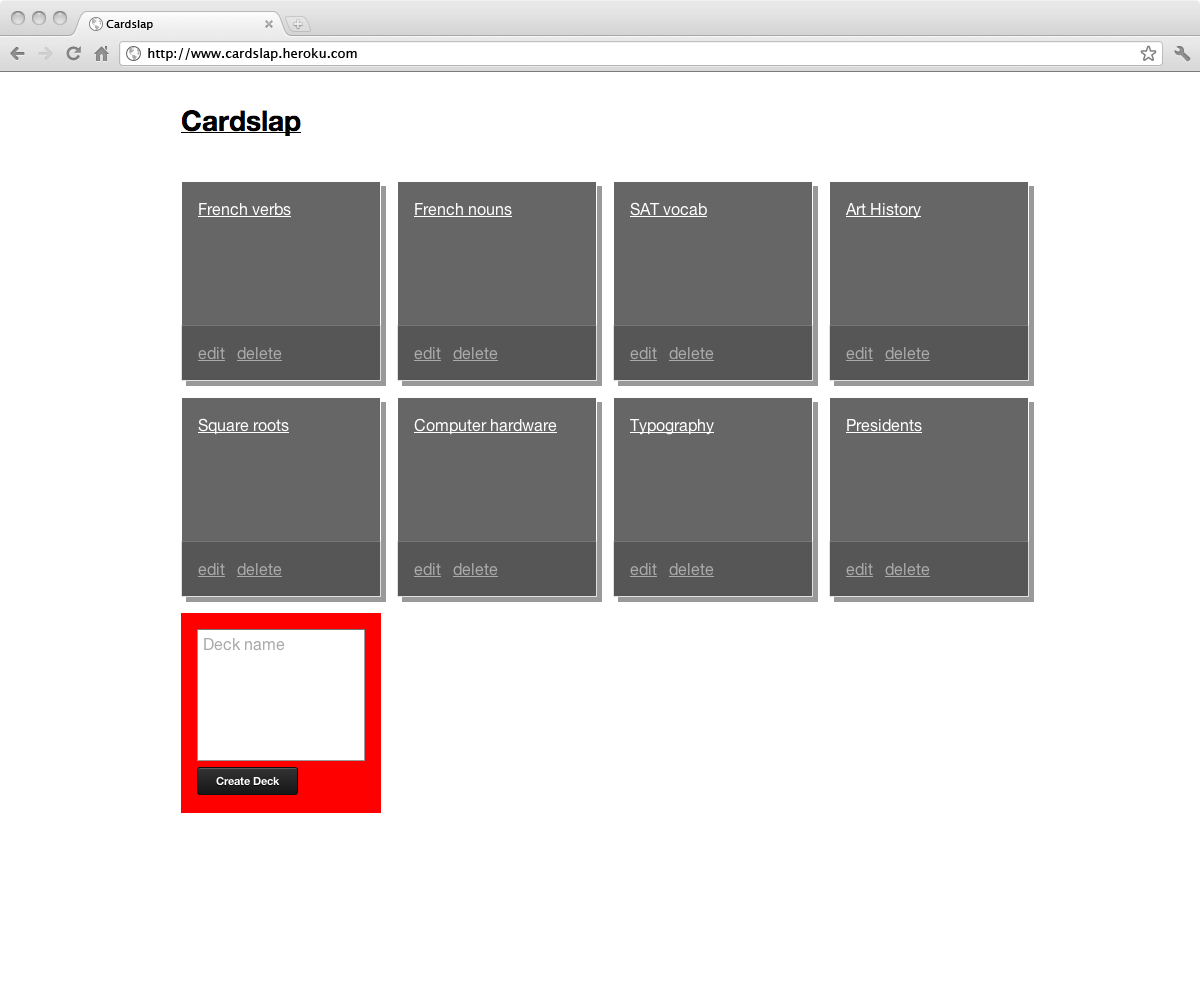 Cardslap
http://www.cardslap.heroku.com
Cardslap
French verbs
French nouns
SAT vocab
Art History
edit delete
edit delete
edit delete
edit delete
Square roots
Computer hardware
Typography
Presidents
edit delete
edit delete
edit delete
edit delete
Deck name
Create Deck